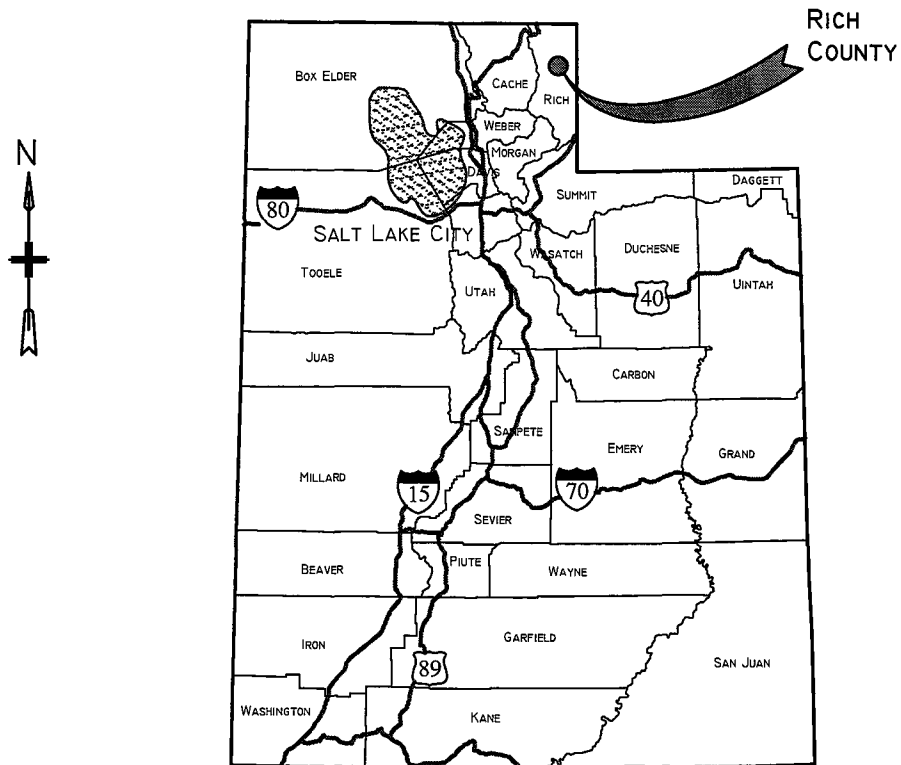 RICH
COUNTY
BOX ELDER
CACHE
RICH
WEBER
MORGAN
DAVIS
N
80
SUMMIT
DAGGETT
SALT LAKE CITY
WASATCH
DUCHESNE
TOOELE
UTAH
40
UINTAH
JUAB
CARBON
SANPETE
EMERY
GRAND
MILLARD
15
70
SEVIER
BEAVER
PIUTE
WAYNE
IRON
GARFIELD
89
SAN JUAN
WASHINGTON
KANE